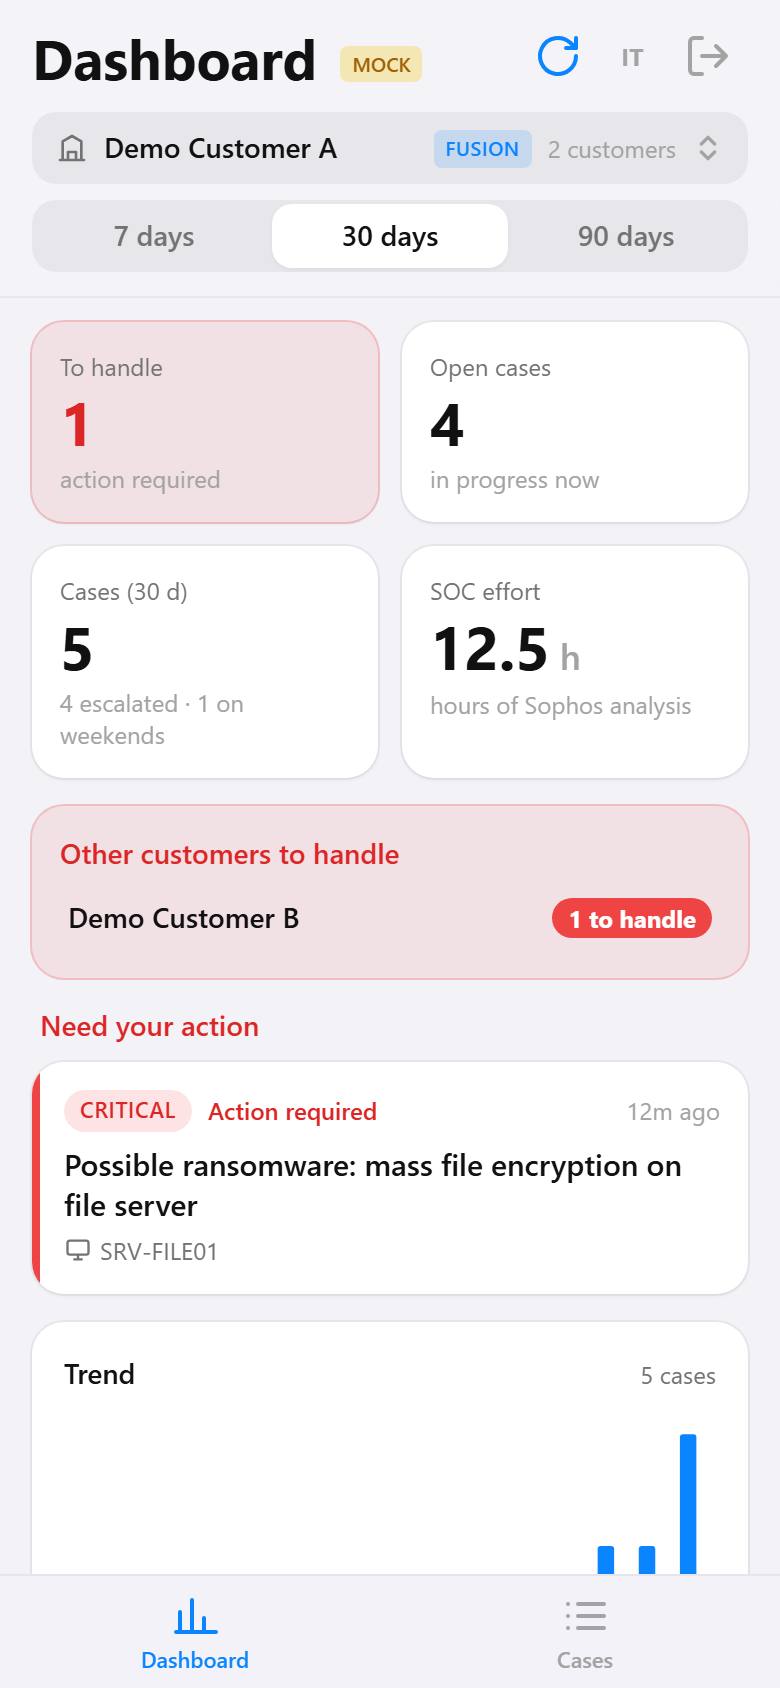 Dashboard MOCK IT
Demo Customer A FUSION 2 customers
7 days 30 days 90 days
To handle
1
action required
Open cases
4
in progress now
Cases (30 d)
5
4 escalated · 1 on
weekends
SOC effort
12.5 h
hours of Sophos analysis
Other customers to handle
Demo Customer B 1 to handle
Need your action
CRITICAL Action required 12m ago
Possible ransomware: mass file encryption on
file server
SRV-FILE01
Trend 5 cases
Dashboard Cases